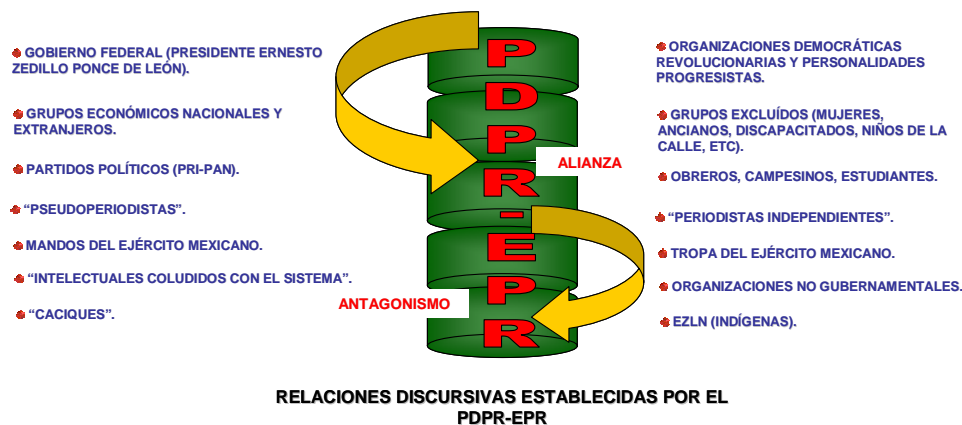 GOBIERNO FEDERAL (PRESIDENTE ERNESTO
ZEDILLO PONCE DE LEÓN).
GRUPOS ECONÓMICOS NACIONALES Y
EXTRANJEROS.
PARTIDOS POLÍTICOS (PRI-PAN).
“PSEUDOPERIODISTAS”.
MANDOS DEL EJÉRCITO MEXICANO.
“INTELECTUALES COLUDIDOS CON EL SISTEMA”.
“CACIQUES”.
PDPR-EPR
ALIANZA
ANTAGONISMO
ORGANIZACIONES DEMOCRÁTICAS
REVOLUCIONARIAS Y PERSONALIDADES
PROGRESISTAS.
GRUPOS EXCLUÍDOS (MUJERES,
ANCIANOS, DISCAPACITADOS, NIÑOS DE LA
CALLE, ETC).
OBREROS, CAMPESINOS, ESTUDIANTES.
“PERIODISTAS INDEPENDIENTES”.
TROPA DEL EJÉRCITO MEXICANO.
ORGANIZACIONES NO GUBERNAMENTALES.
EZLN (INDÍGENAS).
RELACIONES DISCURSIVAS ESTABLECIDAS POR EL
PDPR-EPR